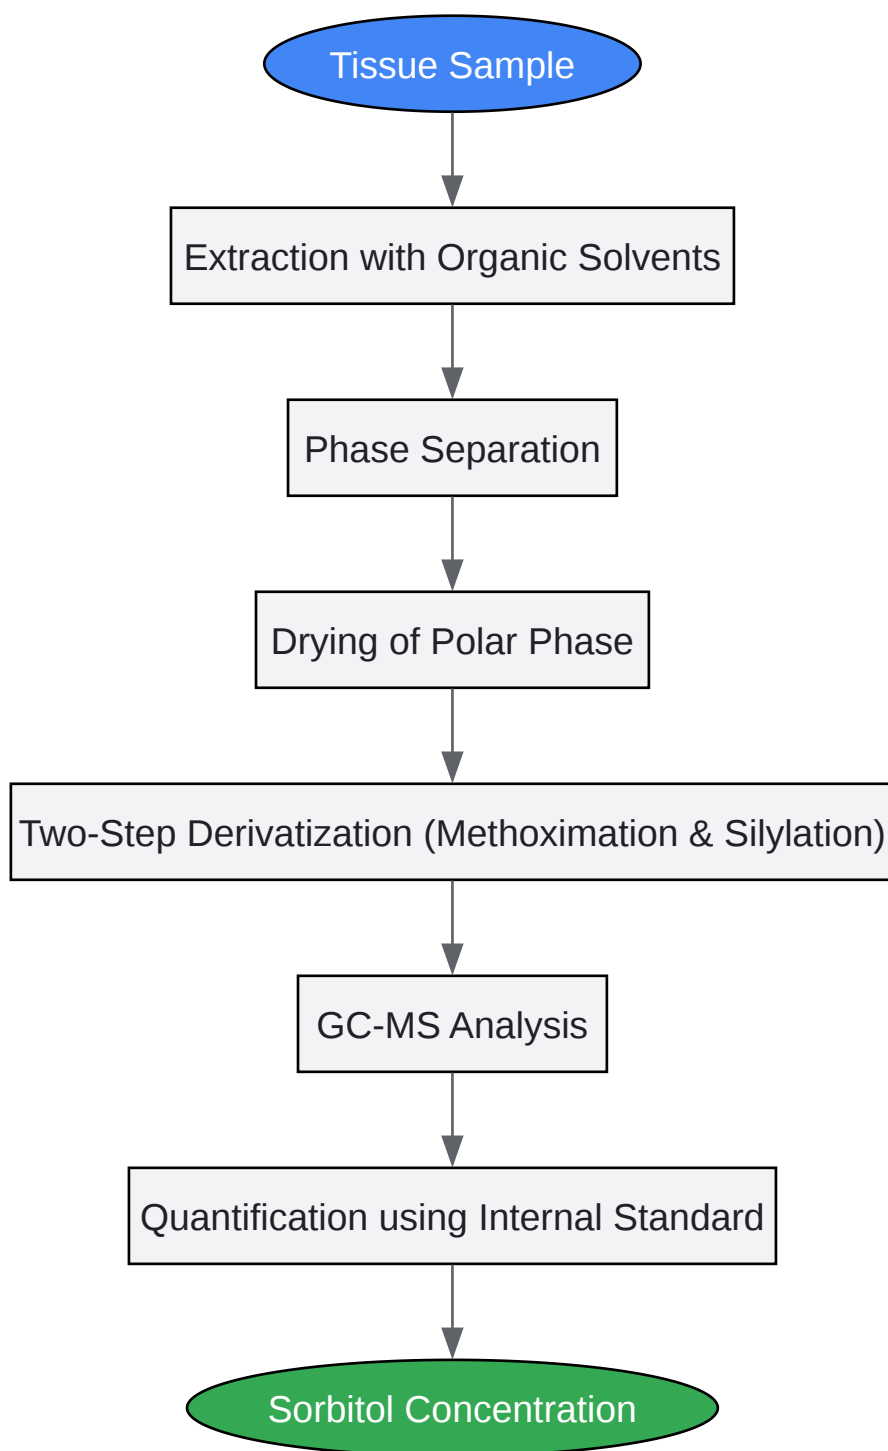 Tissue Sample
Extraction with Organic Solvents
Phase Separation
Drying of Polar Phase
Two-Step Derivatization (Methoximation & Silylation)
GC-MS Analysis
Quantification using Internal Standard
Sorbitol Concentration